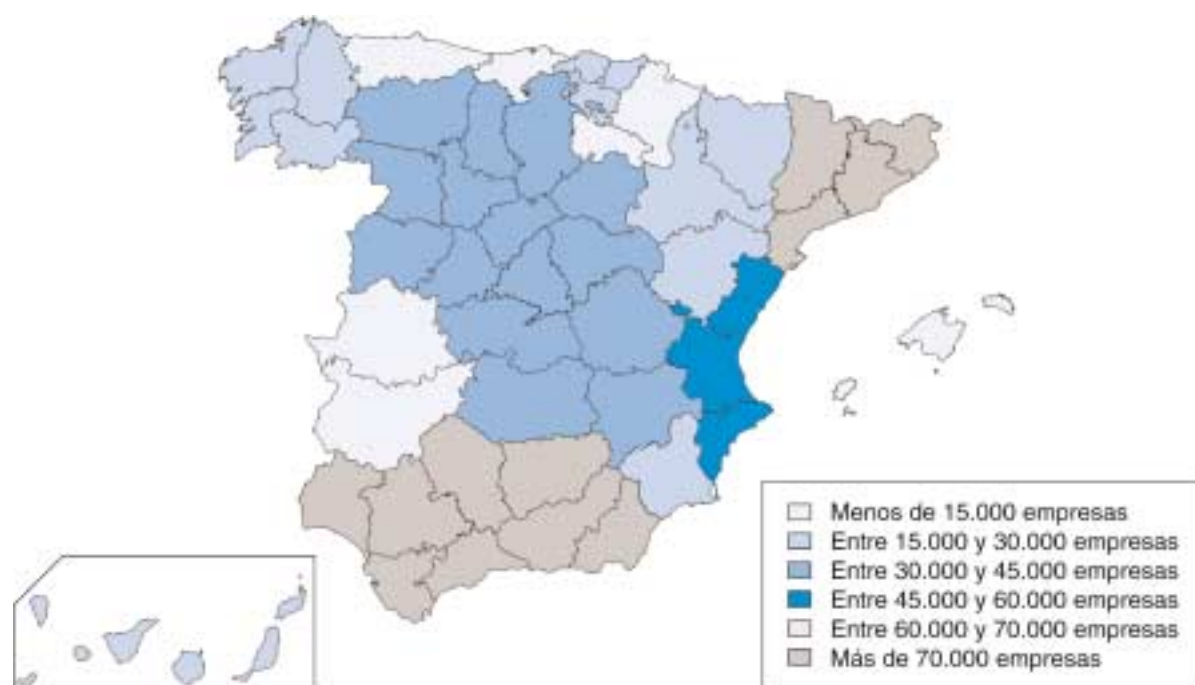 Menos de 15.000 empresas
Entre 15.000 y 30.000 empresas
Entre 30.000 y 45.000 empresas
Entre 45.000 y 60.000 empresas
Entre 60.000 y 70.000 empresas
Más de 70.000 empresas